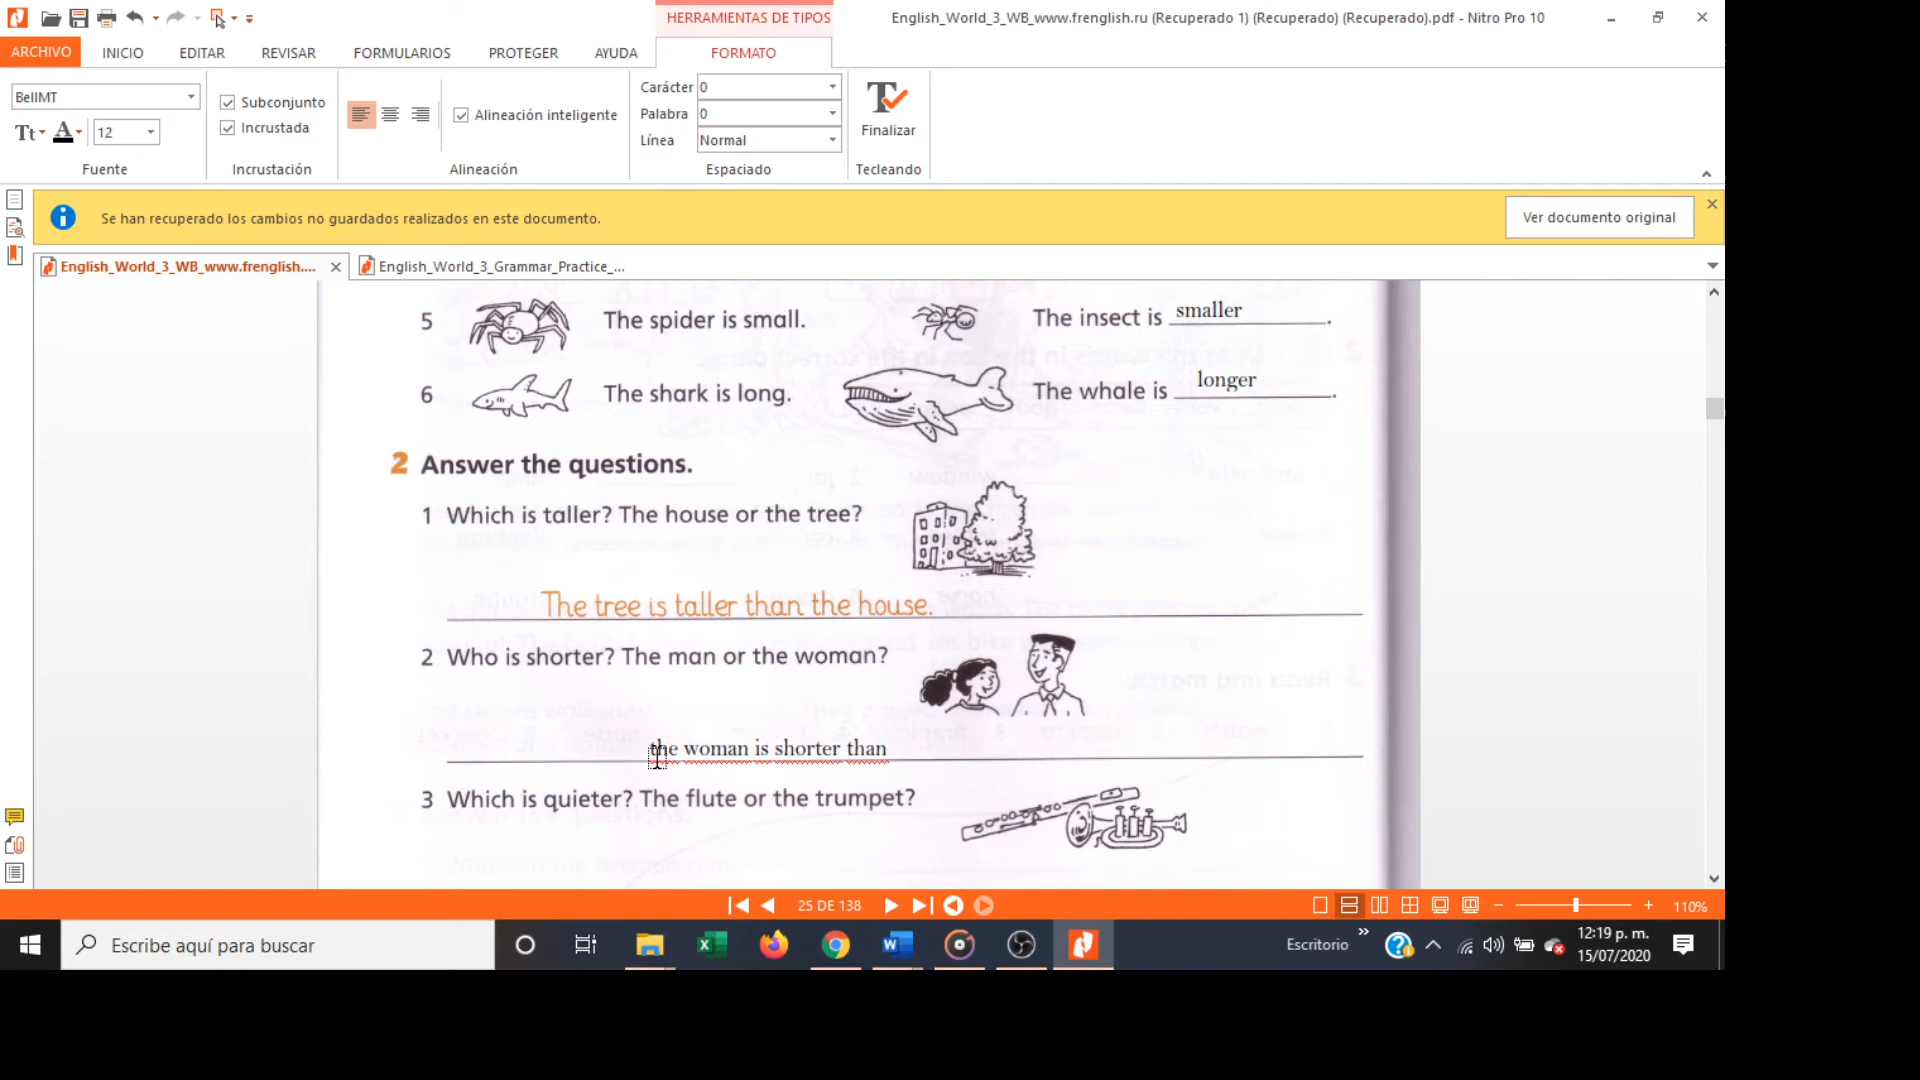 HERRAMIENTAS DE TIPOS
English_World_3_WB_www.frenglish.ru (Recuperado 1) (Recuperado) (Recuperado).pdf - Nitro Pro 10
ARCHIVO INICIO EDITAR REVISAR FORMULARIOS PROTEGER AYUDA FORMATO
BellMT
Tt A 12
Fuente
Subconjunto
Incrustada
Incrustación
Alineación inteligente
Alineación
Carácter 0
Palabra 0
Línea Normal
Espaciado
Finalizar
Tecleando
Se han recuperado los cambios no guardados realizados en este documento.
Ver documento original
English_World_3_WB_www.frenglish....
English_World_3_Grammar_Practice_...
5 The spider is small. The insect is smaller.
6 The shark is long. The whale is longer.
2 Answer the questions.
1 Which is taller? The house or the tree?
The tree is taller than the house.
2 Who is shorter? The man or the woman?
the woman is shorter than
3 Which is quieter? The flute or the trumpet?
25 DE 138
110%
Escribe aquí para buscar
Escritorio
12:19 p. m.
15/07/2020